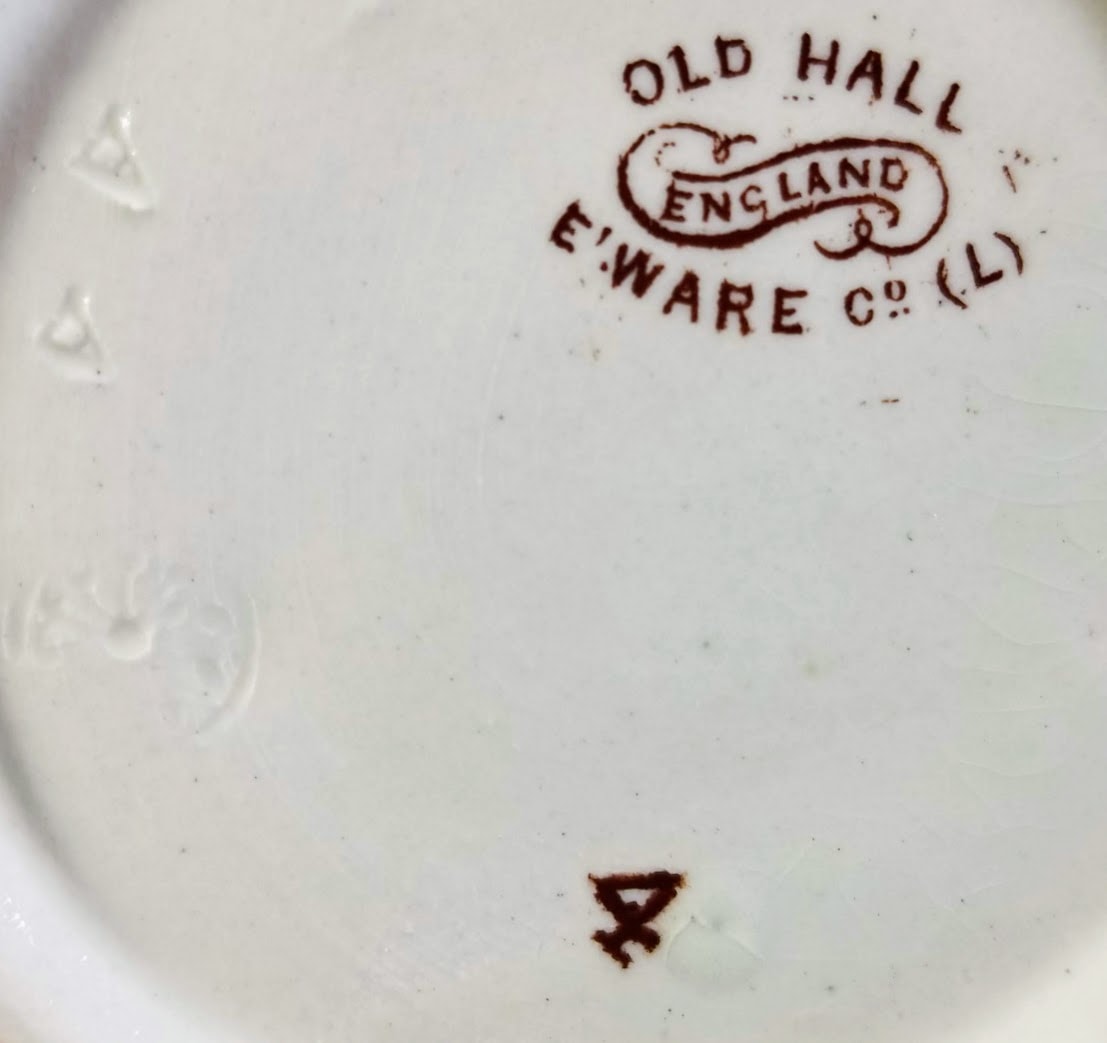 OLD HALL
ENGLAND
E'WARE Cº (L)